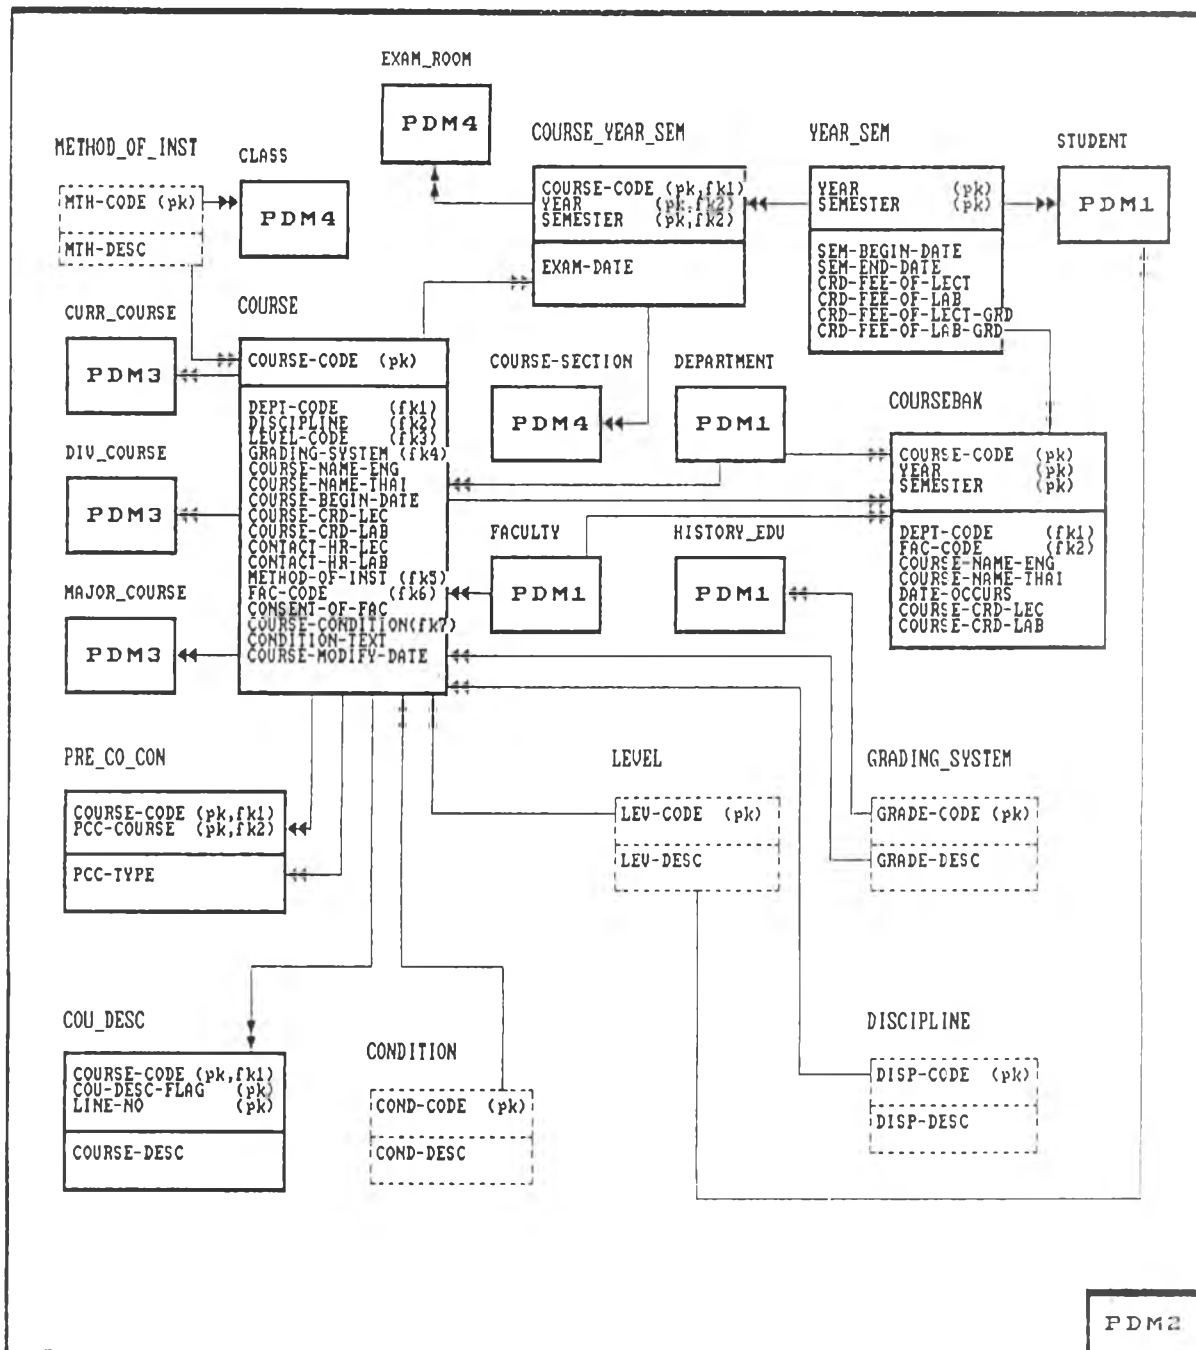 EXAM_ROOM
PDM4
METHOD_OF_INST
MTH-CODE (pk)
MTH-DESC
CLASS
PDM4
COURSE_YEAR_SEM
COURSE-CODE (pk,fk1)
YEAR (pk,fk2)
SEMESTER (pk,fk2)
EXAM-DATE
YEAR_SEM
YEAR (pk)
SEMESTER (pk)
SEM-BEGIN-DATE
SEM-END-DATE
CRD-FEE-OF-LECT
CRD-FEE-OF-LAB
CRD-FEE-OF-LECT-GRD
CRD-FEE-OF-LAB-GRD
STUDENT
PDM1
CURR_COURSE
PDM3
COURSE
COURSE-CODE (pk)
DEPT-CODE (fk1)
DISCIPLINE (fk2)
LEVEL-CODE (fk3)
GRADING-SYSTEM (fk4)
COURSE-NAME-ENG
COURSE-NAME-THAI
COURSE-BEGIN-DATE
COURSE-CRD-LEC
COURSE-CRD-LAB
CONTACT-HR-LEC
CONTACT-HR-LAB
METHOD-OF-INST (fk5)
FAC-CODE (fk6)
CONSENT-OF-FAC
COURSE-CONDITION(fk7)
CONDITION-TEXT
COURSE-MODIFY-DATE
COURSE-SECTION
PDM4
DEPARTMENT
PDM1
COURSEBAK
COURSE-CODE (pk)
YEAR (pk)
SEMESTER (pk)
DEPT-CODE (fk1)
FAC-CODE (fk2)
COURSE-NAME-ENG
COURSE-NAME-THAI
DATE-OCCURS
COURSE-CRD-LEC
COURSE-CRD-LAB
DIV_COURSE
PDM3
FACULTY
PDM1
HISTORY_EDU
PDM1
MAJOR_COURSE
PDM3
PRE_CO_CON
COURSE-CODE (pk,fk1)
PCC-COURSE (pk,fk2)
PCC-TYPE
LEVEL
LEV-CODE (pk)
LEV-DESC
GRADING_SYSTEM
GRADE-CODE (pk)
GRADE-DESC
COU_DESC
COURSE-CODE (pk,fk1)
COU-DESC-FLAG (pk)
LINE-NO (pk)
COURSE-DESC
CONDITION
COND-CODE (pk)
COND-DESC
DISCIPLINE
DISP-CODE (pk)
DISP-DESC
PDM2